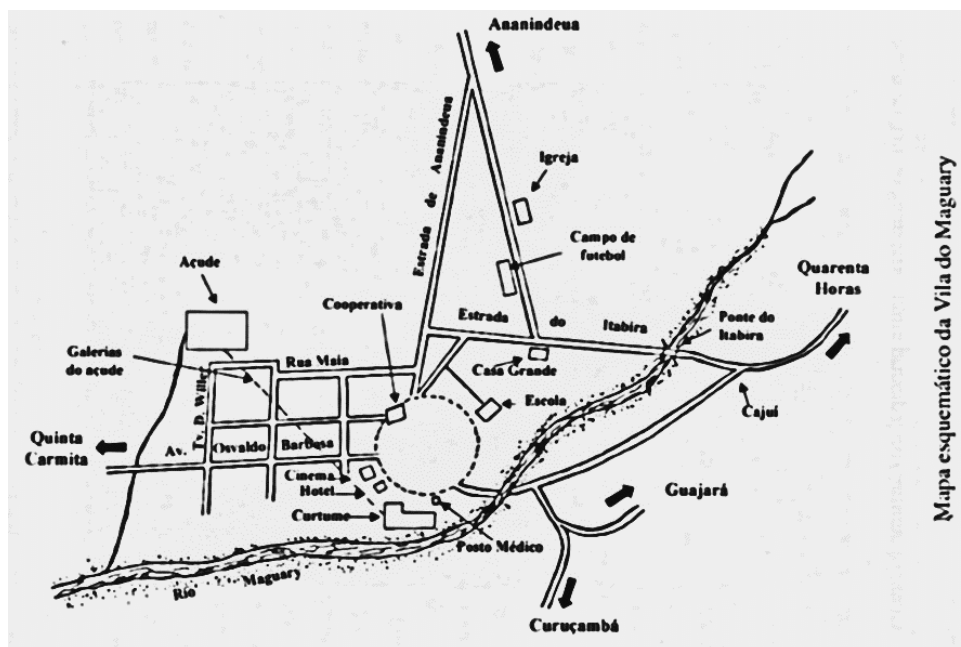 Ananindeua
Igreja
Estrada de Ananindeua
Campo de
futebol
Açude
Cooperativa
Quarenta
Horas
Estrada do Itabira
Ponte do
Itabira
Galerias
do açude
Rua Maia
Casa Grande
Tv. D. Willer
Escola
Cajuí
Quinta
Carmita
Av. Osvaldo Barbosa
Cinema
Hotel
Guajará
Curtume
Posto Médico
Rio Maguary
Curuçambá
Mapa esquemático da Vila do Maguary